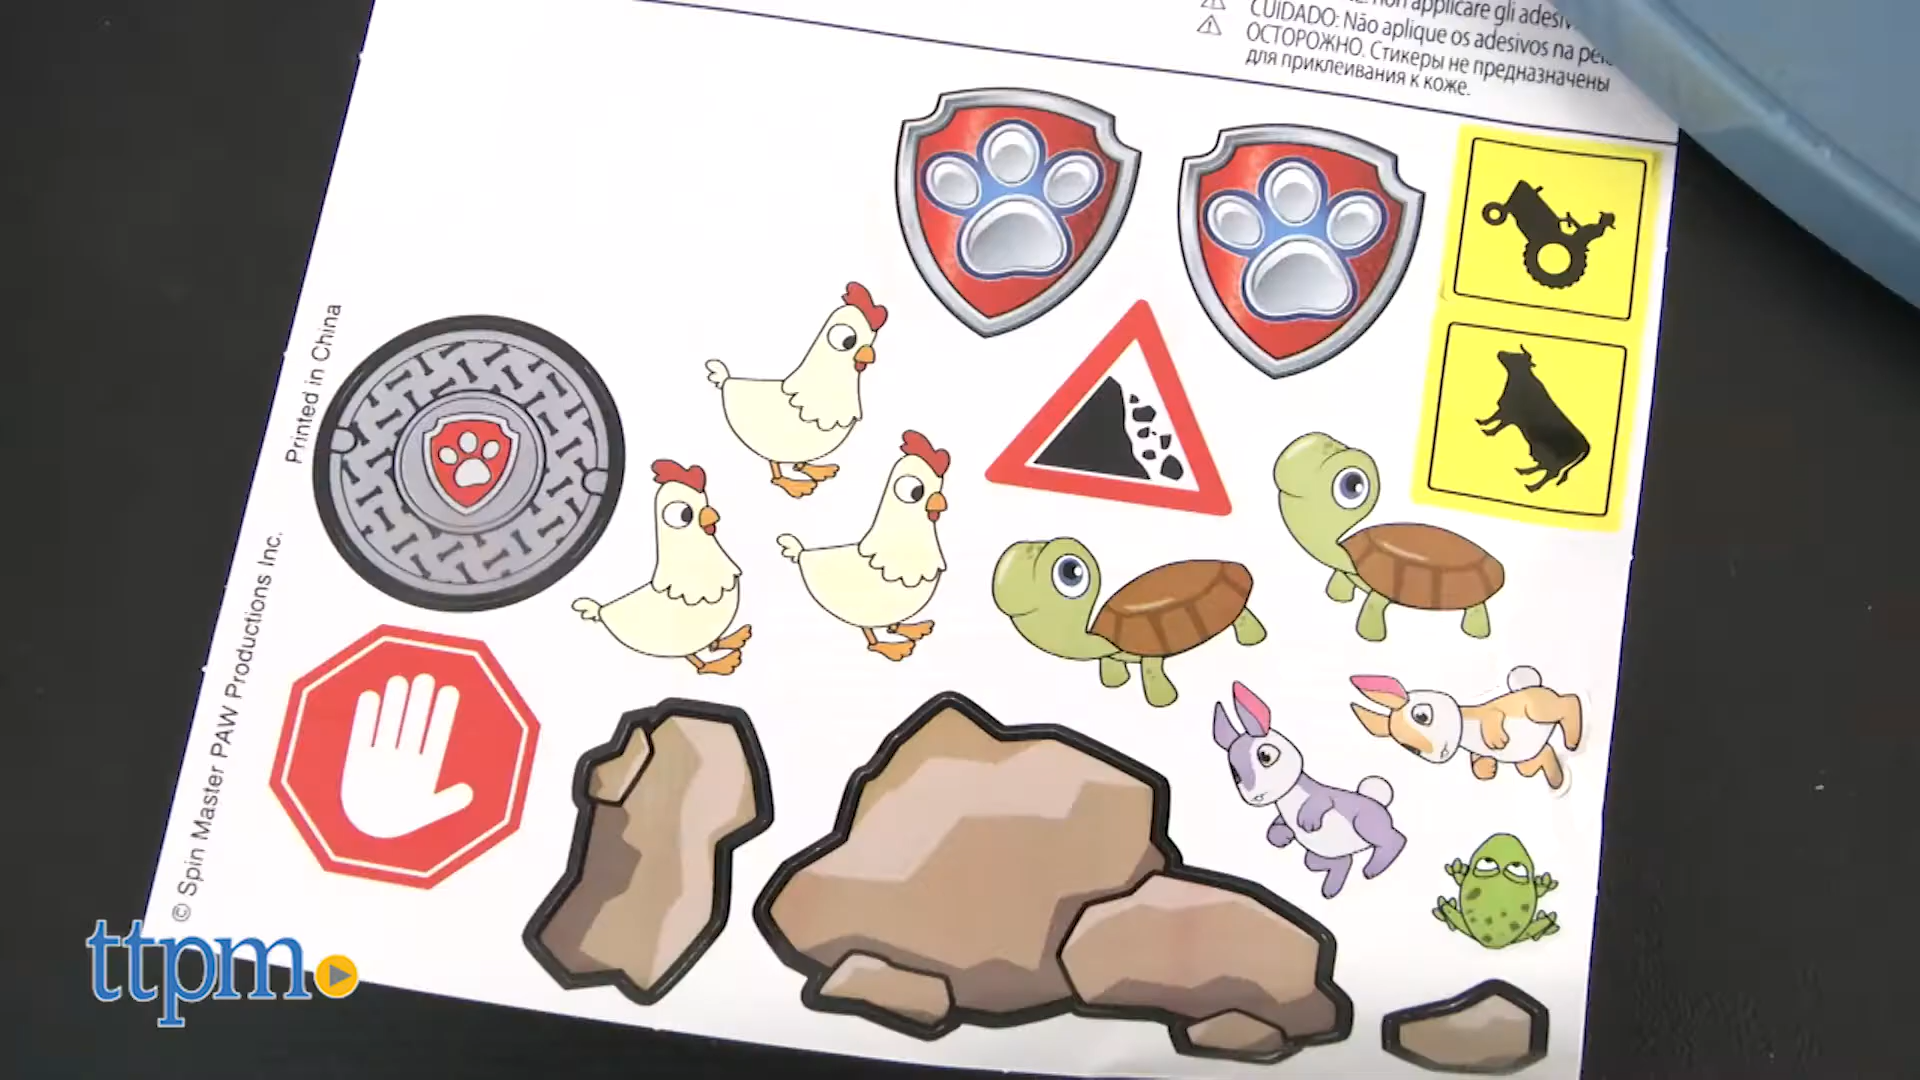 non applicare gli adesiv
CUIDADO: Não aplique os adesivos na pele
ОСТОРОЖНО. Стикеры не предназначены
для приклеивания к коже.
Printed in China
© Spin Master PAW Productions Inc.
ttpm